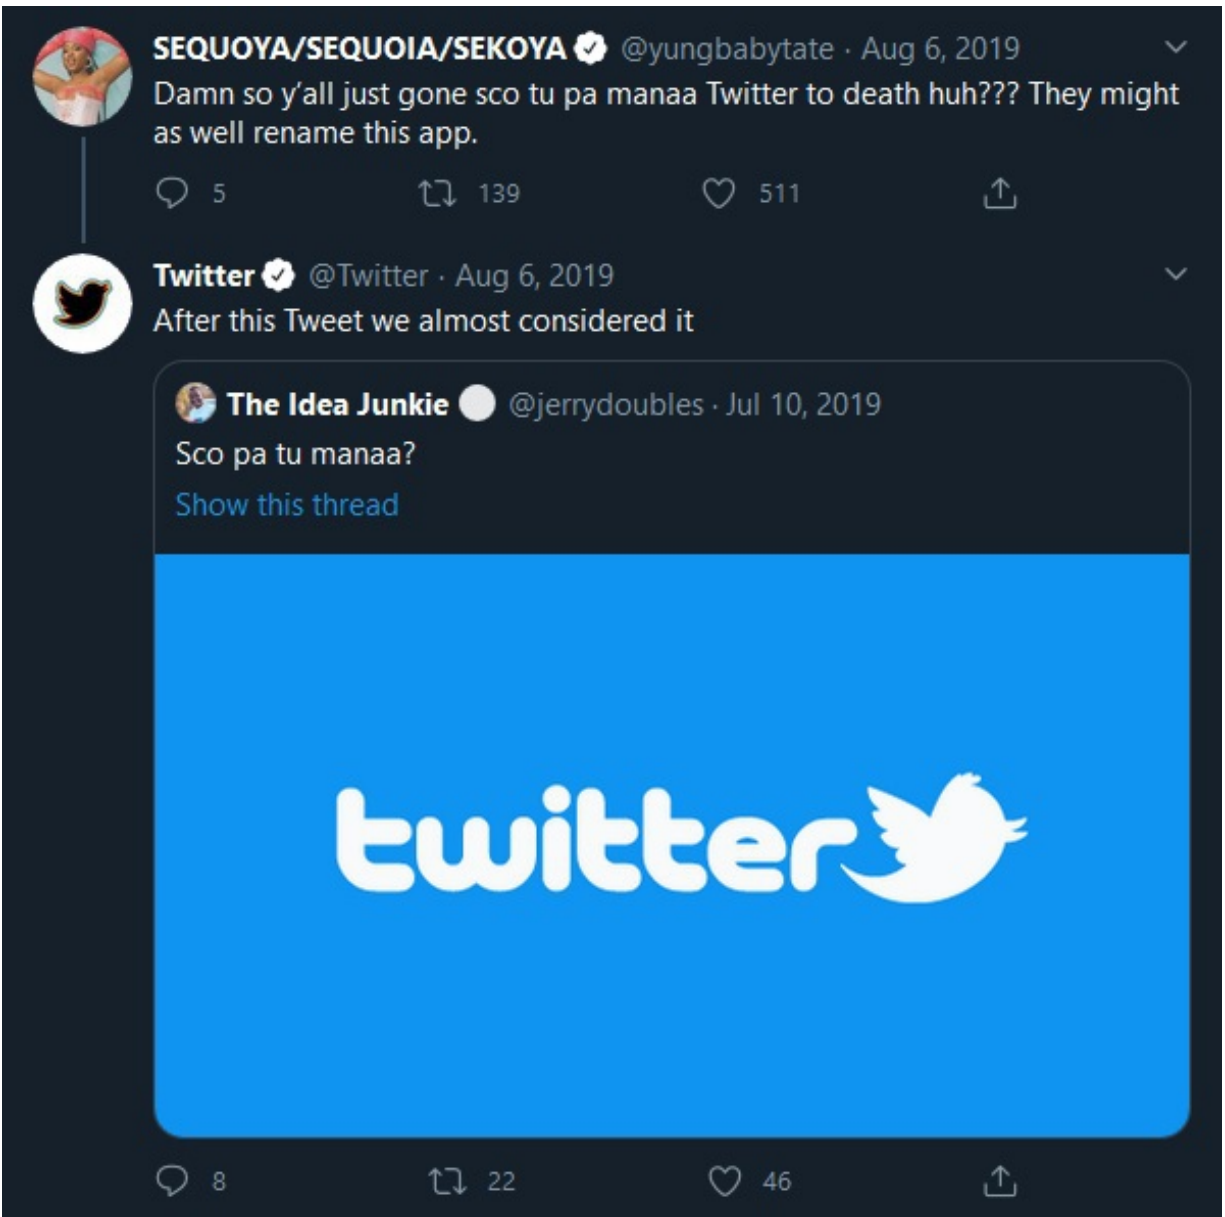 SEQUOYA/SEQUOIA/SEKOYA @yungbabytate · Aug 6, 2019
Damn so y'all just gone sco tu pa manaa Twitter to death huh??? They might
as well rename this app.
5 139 511
Twitter @Twitter · Aug 6, 2019
After this Tweet we almost considered it
The Idea Junkie @jerrydoubles · Jul 10, 2019
Sco pa tu manaa?
Show this thread
twitter
8 22 46